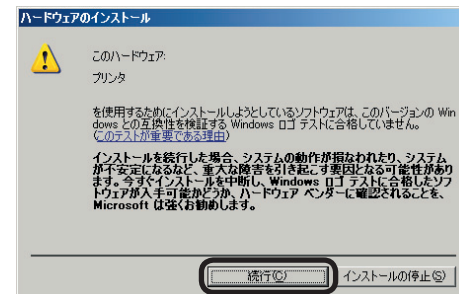 ハードウェアのインストール
このハードウェア:
プリンタ
を使用するためにインストールしようとしているソフトウェアは、このバージョンの Win
dows との互換性を検証する Windows ロゴ テストに合格していません。
(このテストが重要である理由)
インストールを続行した場合、システムの動作が損なわれたり、システム
が不安定になるなど、重大な障害を引き起こす要因となる可能性があり
ます。今すぐインストールを中断し、Windows ロゴ テストに合格したソフ
トウェアが入手可能かどうか、ハードウェア ベンダーに確認されることを、
Microsoft は強くお勧めします。
続行(C)
インストールの停止(S)